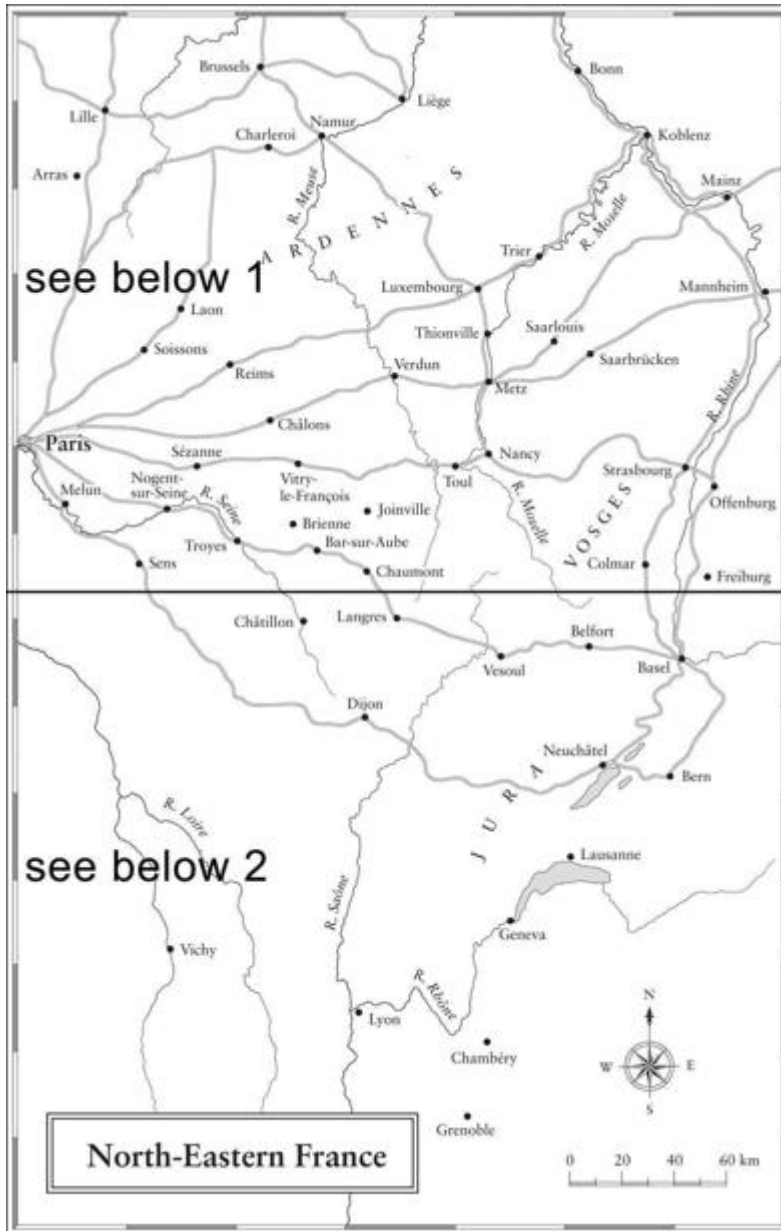 Brussels
Bonn
Liège
Lille
Namur
Charleroi
Koblenz
Arras
Mainz
R. Meuse
ARDENNES
R. Moselle
Trier
see below 1
Luxembourg
Mannheim
Laon
Thionville
Saarlouis
Soissons
Reims
Verdun
Saarbrücken
Metz
R. Rhine
Châlons
Paris
Sézanne
Nancy
Strasbourg
Vitry-
le-François
Toul
Melun
Nogent-
sur-Seine
R. Seine
R. Moselle
Offenburg
Joinville
VOSGES
Brienne
Troyes
Bar-sur-Aube
Sens
Chaumont
Colmar
Freiburg
Châtillon
Langres
Belfort
Vesoul
Basel
Dijon
Neuchâtel
Bern
JURA
R. Loire
see below 2
Lausanne
R. Saône
Geneva
Vichy
R. Rhône
Lyon
N
Chambéry
W
E
S
Grenoble
North-Eastern France
0 20 40 60 km